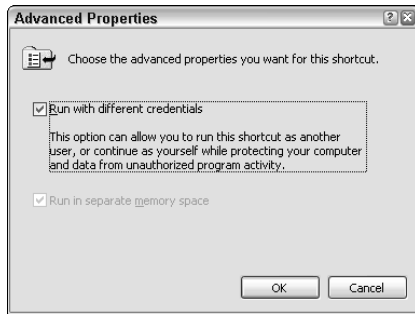 Advanced Properties
Choose the advanced properties you want for this shortcut.
Run with different credentials
This option can allow you to run this shortcut as another
user, or continue as yourself while protecting your computer
and data from unauthorized program activity.
Run in separate memory space
OK Cancel